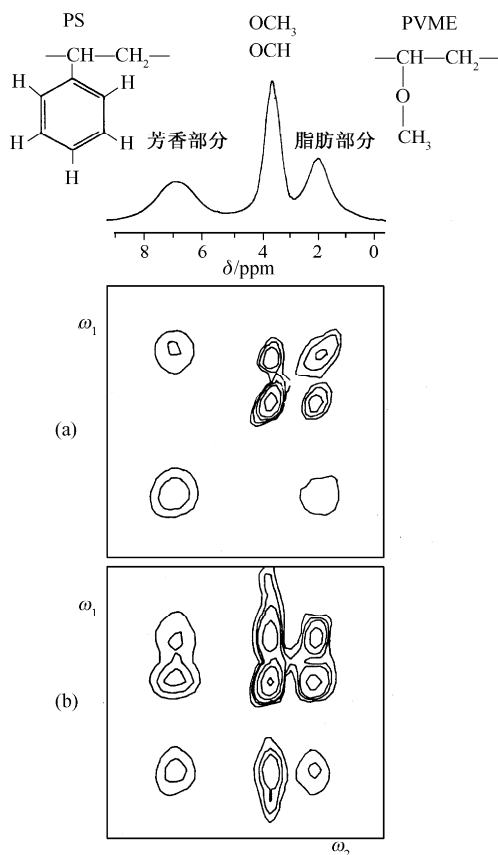 PS
OCH3
OCH
PVME
—CH—CH2—
—CH—CH2—
H H
H H
H
O
CH3
芳香部分
脂肪部分
8 6 4 2 0
δ/ppm
ω1
(a)
ω1
(b)
ω2